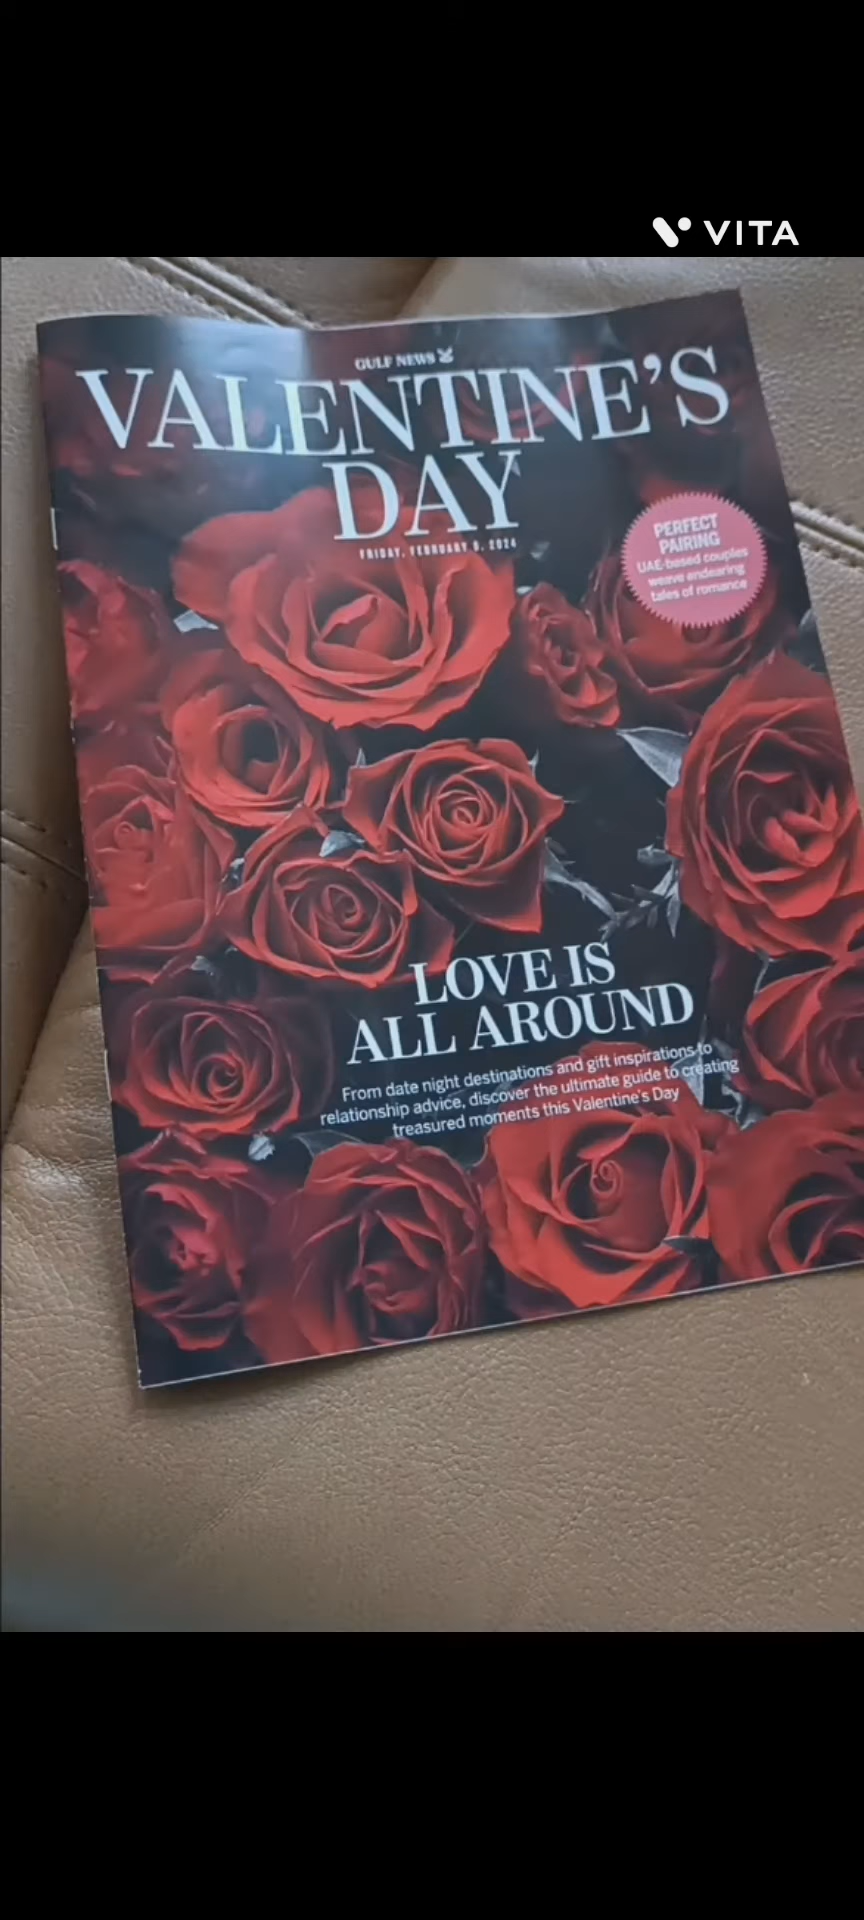 VITA
GULF NEWS
VALENTINE'S
DAY
FRIDAY, FEBRUARY 9, 2024
PERFECT
PAIRING
UAE-based couples
weave endearing
tales of romance
LOVE IS
ALL AROUND
From date night destinations and gift inspirations to
relationship advice, discover the ultimate guide to creating
treasured moments this Valentine's Day